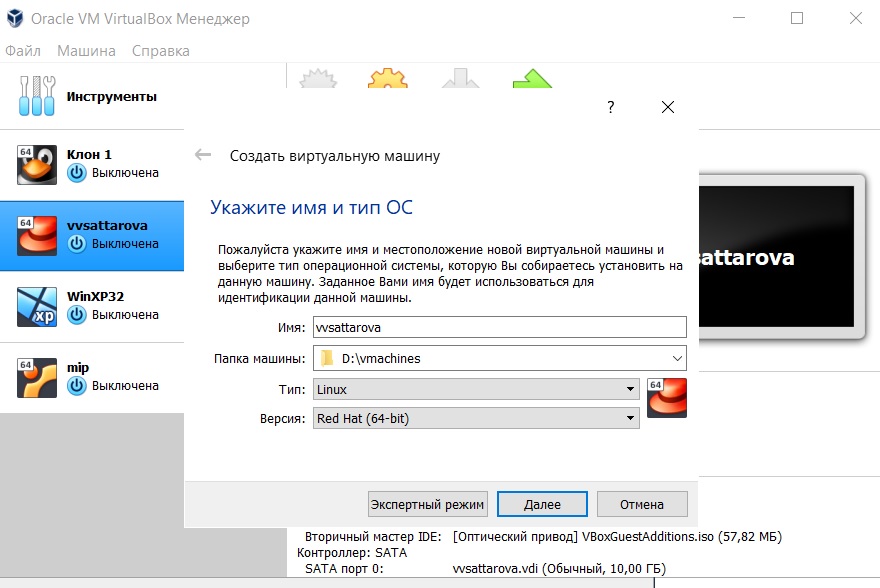 Oracle VM VirtualBox Менеджер
Файл Машина Справка
Инструменты
64
Клон 1
Выключена
64
vvsattarova
Выключена
WinXP32
xp
Выключена
64
mip
Выключена
?
Создать виртуальную машину
Укажите имя и тип ОС
Пожалуйста укажите имя и местоположение новой виртуальной машины и
выберите тип операционной системы, которую Вы собираетесь установить на
данную машину. Заданное Вами имя будет использоваться для
идентификации данной машины.
Имя: vvsattarova
Папка машины: D:\vmachines
Тип: Linux
64
Версия: Red Hat (64-bit)
Экспертный режим Далее Отмена
sattarova
Вторичный мастер IDE: [Оптический привод] VBoxGuestAdditions.iso (57,82 МБ)
Контроллер: SATA
SATA порт 0: vvsattarova.vdi (Обычный, 10,00 ГБ)